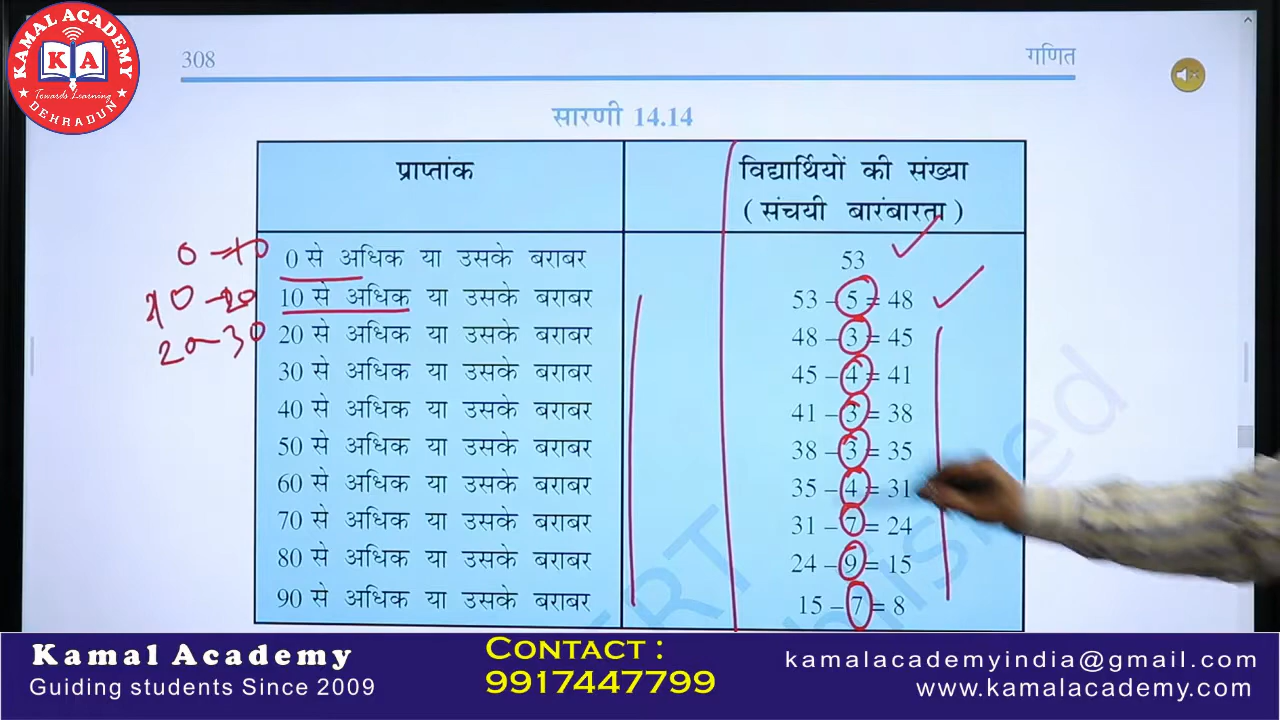 KAMAL ACADEMY
K A
Towards Learning
★ DEHRADUN ★
308 गणित
सारणी 14.14
प्राप्तांक विद्यार्थियों की संख्या
(संचयी बारंबारता)
0 - 10 0 से अधिक या उसके बराबर 53
10 - 20 10 से अधिक या उसके बराबर 53 – 5 = 48
20 - 30 20 से अधिक या उसके बराबर 48 – 3 = 45
30 से अधिक या उसके बराबर 45 – 4 = 41
40 से अधिक या उसके बराबर 41 – 3 = 38
50 से अधिक या उसके बराबर 38 – 3 = 35
60 से अधिक या उसके बराबर 35 – 4 = 31
70 से अधिक या उसके बराबर 31 – 7 = 24
80 से अधिक या उसके बराबर 24 – 9 = 15
90 से अधिक या उसके बराबर 15 – 7 = 8
Kamal Academy
Guiding students Since 2009
CONTACT :
9917447799
kamalacademyindia@gmail.com
www.kamalacademy.com